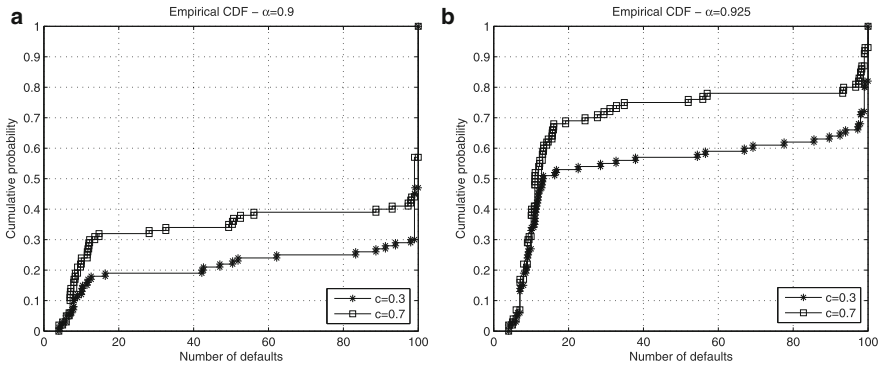 a
Empirical CDF – α=0.9
1
0.9
0.8
0.7
0.6
0.5
0.4
0.3
0.2
0.1
0
Cumulative probability
0 20 40 60 80 100
Number of defaults
c=0.3
c=0.7
b
Empirical CDF – α=0.925
1
0.9
0.8
0.7
0.6
0.5
0.4
0.3
0.2
0.1
0
Cumulative probability
0 20 40 60 80 100
Number of defaults
c=0.3
c=0.7